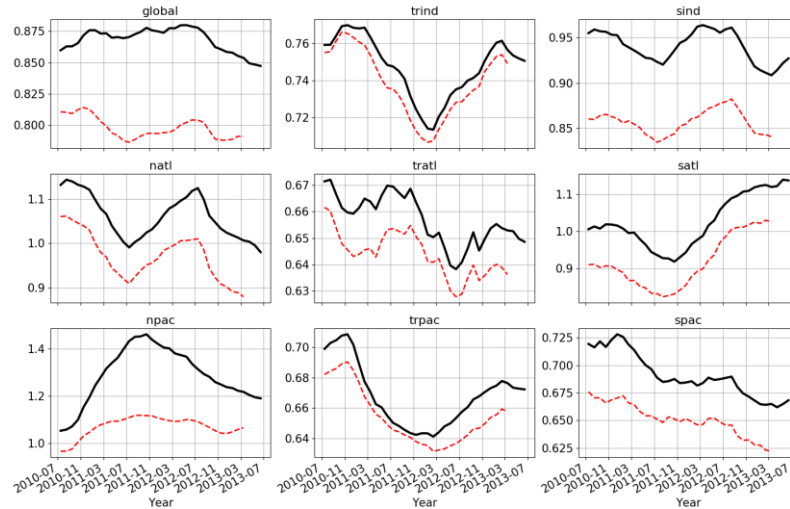 global trind sind
0.875 0.850 0.825 0.800
0.76 0.74 0.72
0.95 0.90 0.85
natl tratl satl
1.1 1.0 0.9
0.67 0.66 0.65 0.64 0.63
1.1 1.0 0.9
npac trpac spac
1.4 1.2 1.0
0.70 0.68 0.66 0.64
0.725 0.700 0.675 0.650 0.625
2010-07 2010-11 2011-03 2011-07 2011-11 2012-03 2012-07 2012-11 2013-03 2013-07
2010-07 2010-11 2011-03 2011-07 2011-11 2012-03 2012-07 2012-11 2013-03 2013-07
2010-07 2010-11 2011-03 2011-07 2011-11 2012-03 2012-07 2012-11 2013-03 2013-07
Year Year Year